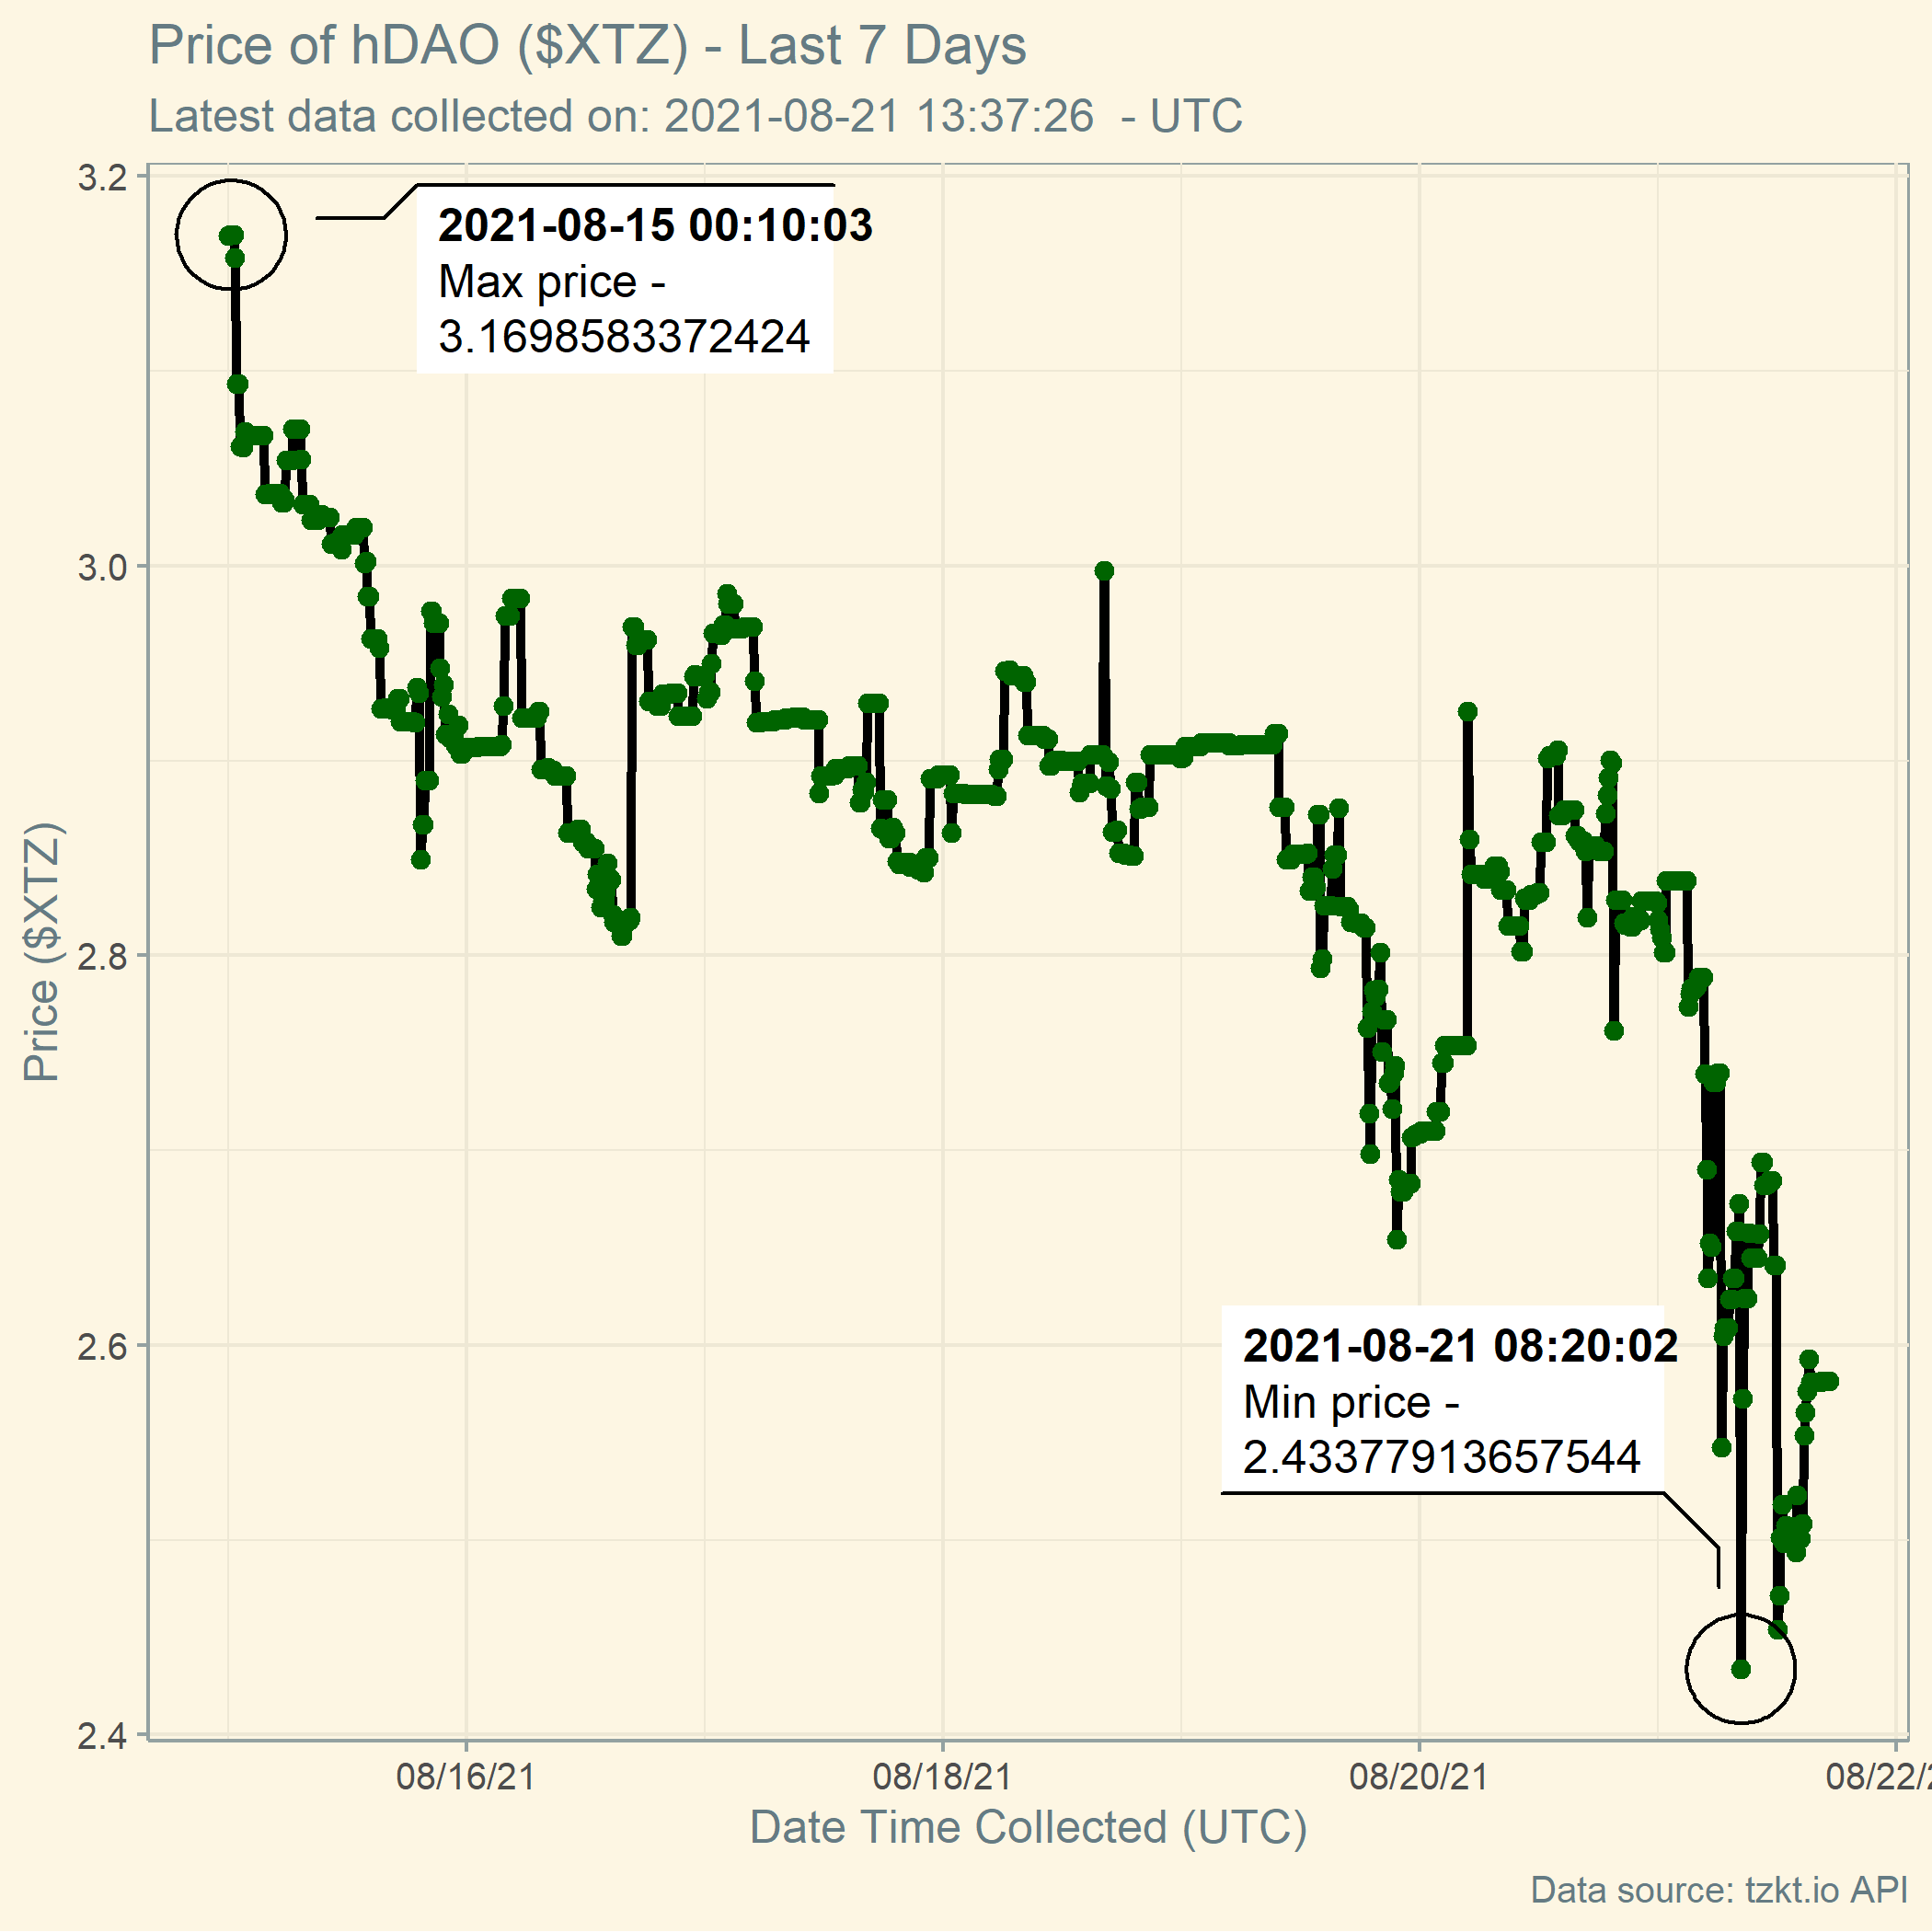 Price of hDAO ($XTZ) - Last 7 Days
Latest data collected on: 2021-08-21 13:37:26  - UTC
3.2
2021-08-15 00:10:03
Max price -
3.1698583372424
3.0
2.8
Price ($XTZ)
2.6
2021-08-21 08:20:02
Min price -
2.43377913657544
2.4
08/16/21
08/18/21
08/20/21
08/22/2
Date Time Collected (UTC)
Data source: tzkt.io API